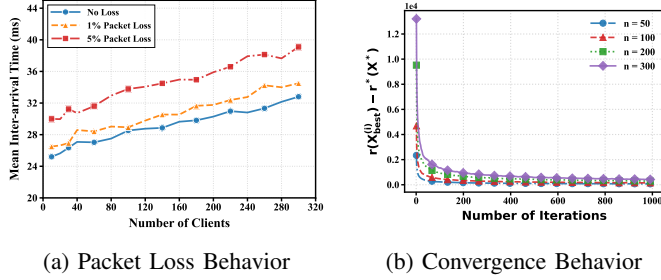 44
40
36
32
28
24
20
0 40 80 120 160 200 240 280 320
Mean Inter-arrival Time (ms)
Number of Clients
No Loss
1% Packet Loss
5% Packet Loss
(a) Packet Loss Behavior
1e4
1.2
1.0
0.8
0.6
0.4
0.2
0.0
0 200 400 600 800 1000
r(X_best^(i)) − r*(X*)
Number of Iterations
n = 50
n = 100
n = 200
n = 300
(b) Convergence Behavior